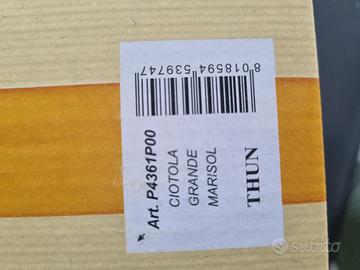 Art. P4361P00
CIOTOLA
GRANDE
MARISOL
THUN
8 018594 539747
subito